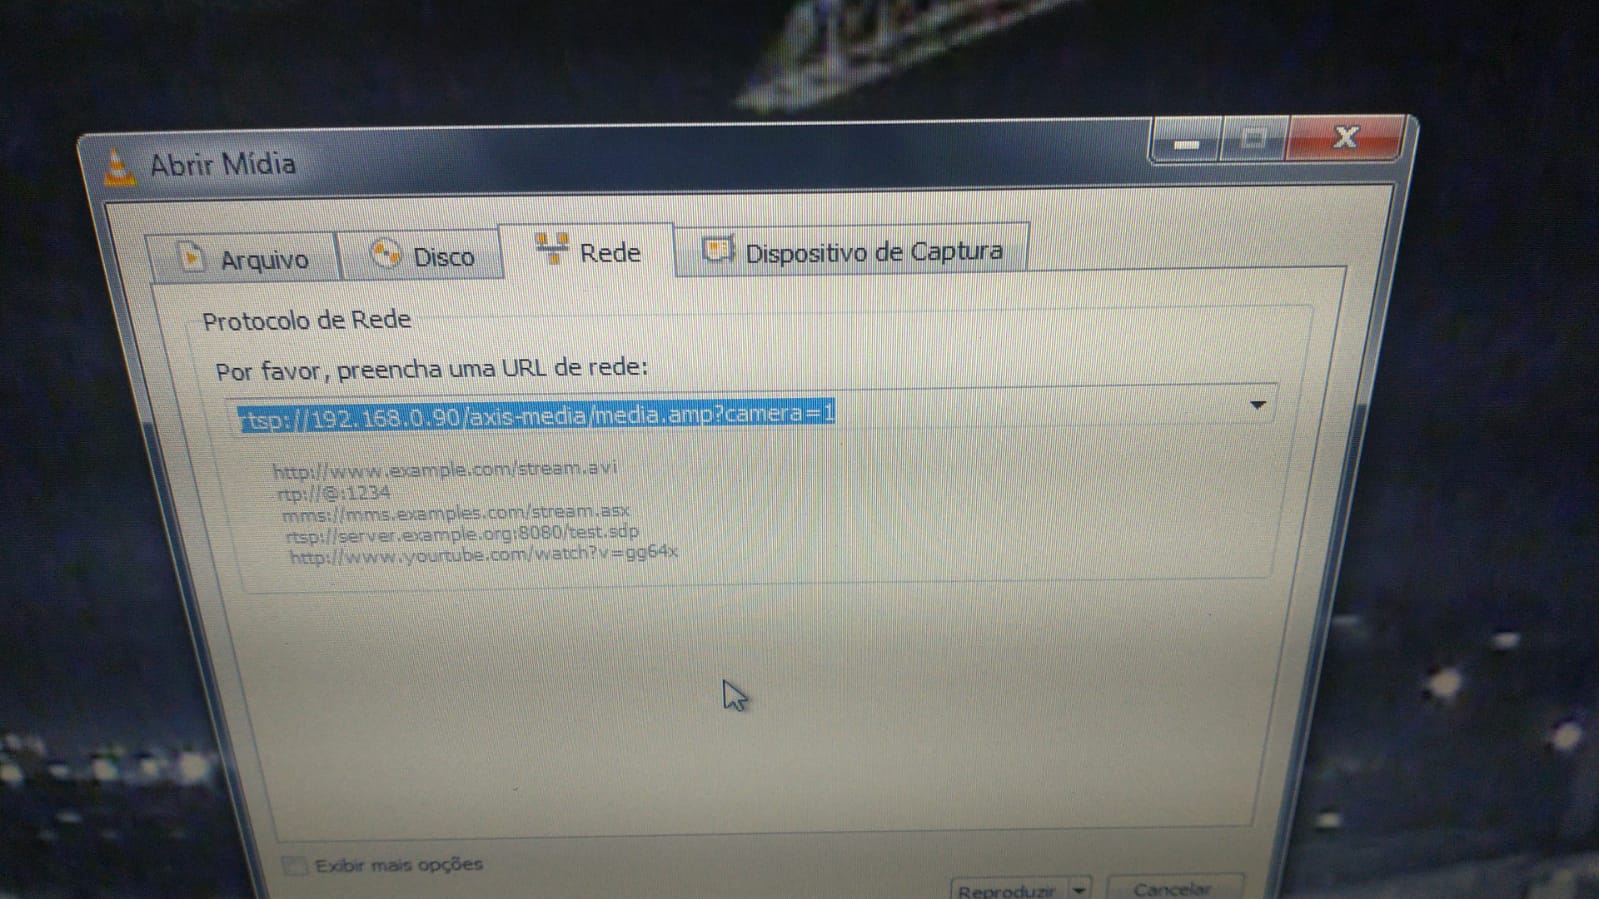 Abrir Mídia
Arquivo
Disco
Rede
Dispositivo de Captura
Protocolo de Rede
Por favor, preencha uma URL de rede:
rtsp://192.168.0.90/axis-media/media.amp?camera=1
http://www.example.com/stream.avi
rtp://@:1234
mms://mms.examples.com/stream.asx
rtsp://server.example.org:8080/test.sdp
http://www.yourtube.com/watch?v=gg64x
Exibir mais opções
Reproduzir
Cancelar